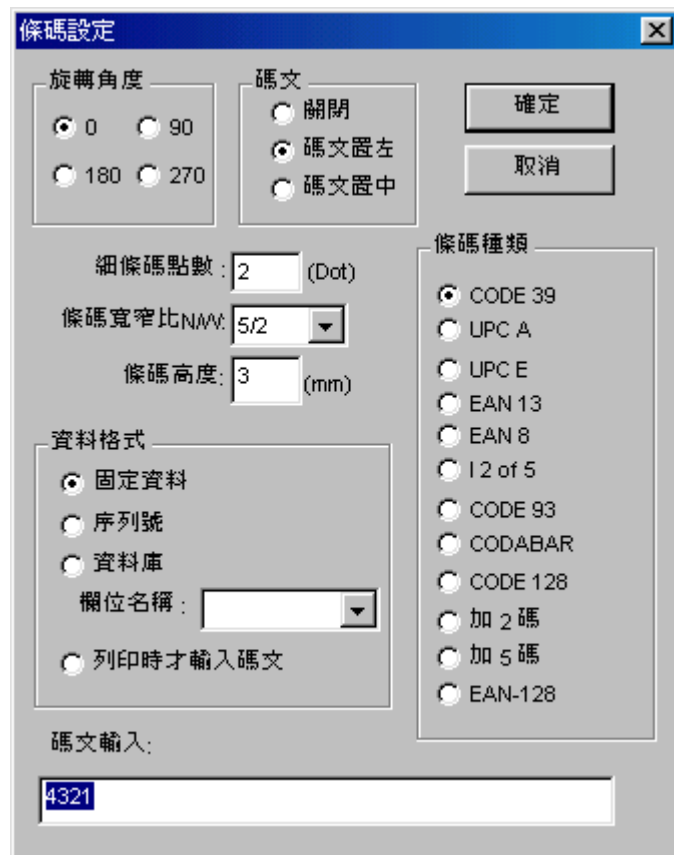 條碼設定
旋轉角度
0 90
180 270
碼文
關閉
碼文置左
碼文置中
確定
取消
細條碼點數 : 2 (Dot)
條碼寬窄比N/W: 5/2
條碼高度: 3 (mm)
資料格式
固定資料
序列號
資料庫
欄位名稱 :
列印時才輸入碼文
條碼種類
CODE 39
UPC A
UPC E
EAN 13
EAN 8
I 2 of 5
CODE 93
CODABAR
CODE 128
加 2 碼
加 5 碼
EAN-128
碼文輸入:
4321